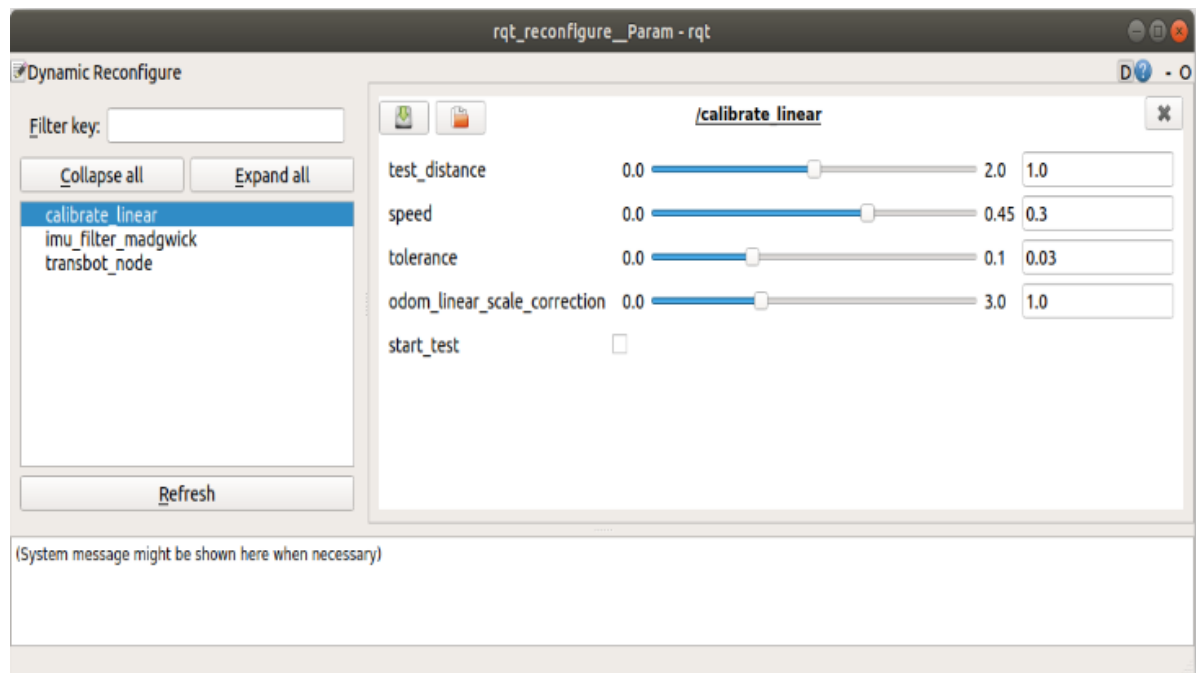 rqt_reconfigure__Param - rqt
Dynamic Reconfigure
D? - O
Filter key:
Collapse all Expand all
calibrate_linear
imu_filter_madgwick
transbot_node
Refresh
/calibrate_linear
test_distance 0.0 2.0 1.0
speed 0.0 0.45 0.3
tolerance 0.0 0.1 0.03
odom_linear_scale_correction 0.0 3.0 1.0
start_test
(System message might be shown here when necessary)